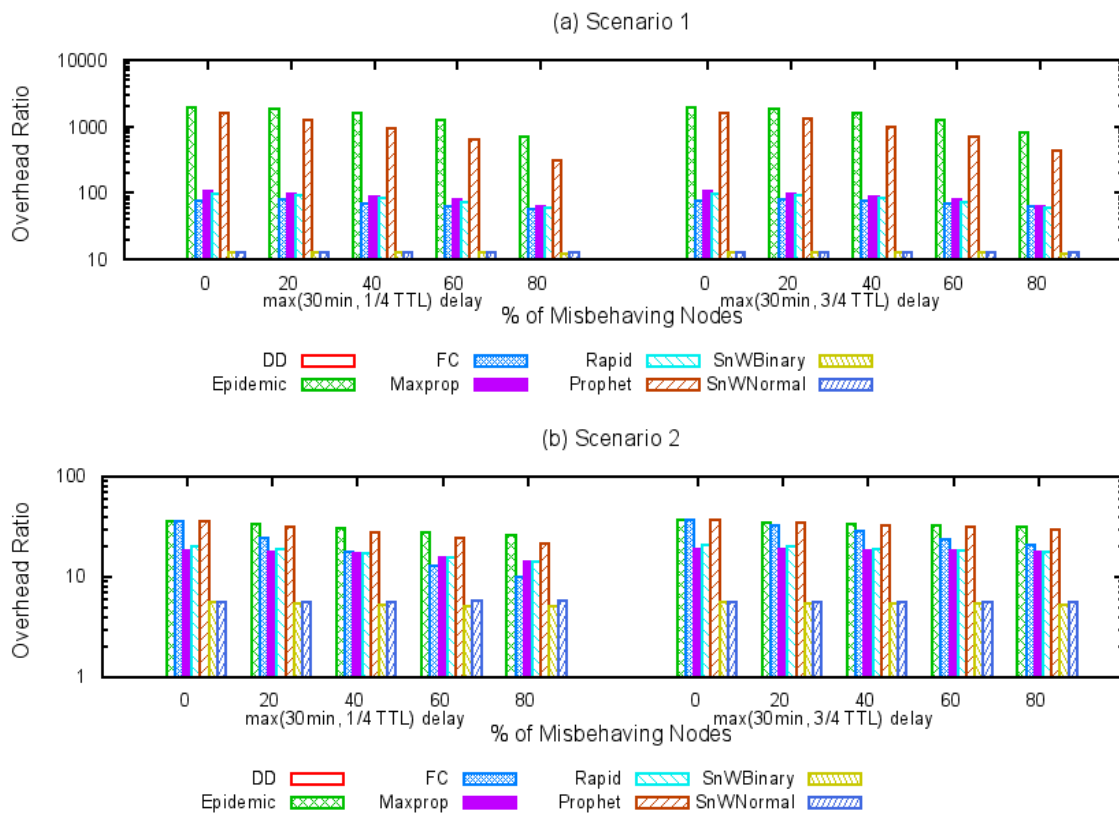 (a) Scenario 1
Overhead Ratio
10000
1000
100
10
0 20 40 60 80 0 20 40 60 80
max(30min, 1/4 TTL) delay max(30min, 3/4 TTL) delay
% of Misbehaving Nodes
DD FC Rapid SnWBinary
Epidemic Maxprop Prophet SnWNormal
(b) Scenario 2
Overhead Ratio
100
10
1
0 20 40 60 80 0 20 40 60 80
max(30min, 1/4 TTL) delay max(30min, 3/4 TTL) delay
% of Misbehaving Nodes
DD FC Rapid SnWBinary
Epidemic Maxprop Prophet SnWNormal